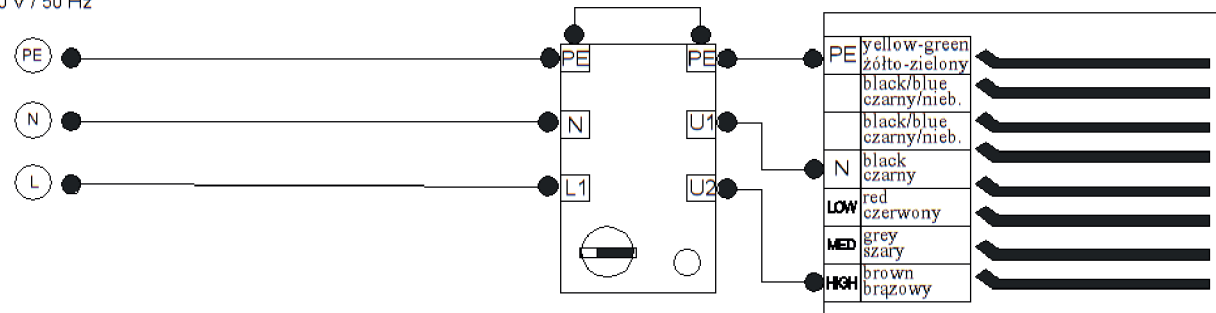 0 V / 50 Hz
PE
N
L
PE PE
N U1
L1 U2
PE yellow-green
żółto-zielony
black/blue
czarny/nieb.
black/blue
czarny/nieb.
N black
czarny
LOW red
czerwony
MED grey
szary
HIGH brown
brązowy